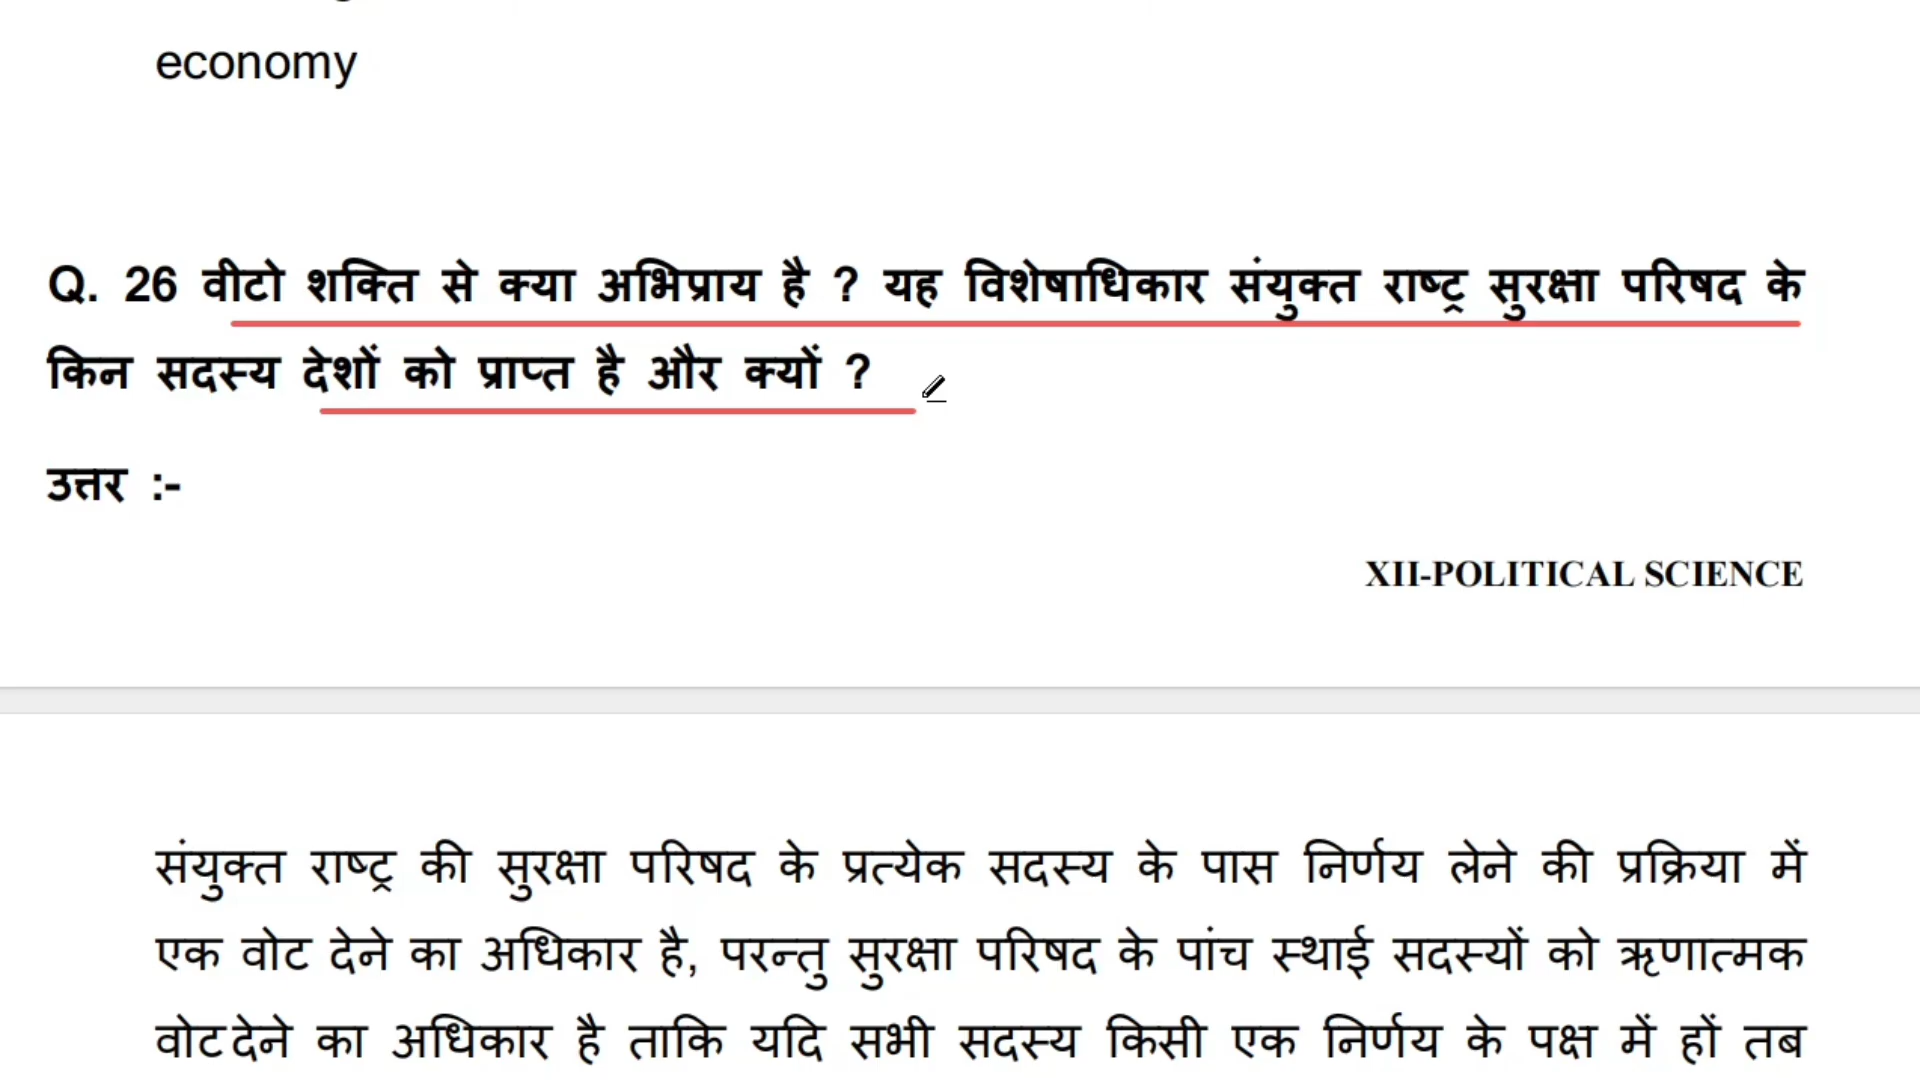 economy
Q. 26 वीटो शक्ति से क्या अभिप्राय है ? यह विशेषाधिकार संयुक्त राष्ट्र सुरक्षा परिषद के
किन सदस्य देशों को प्राप्त है और क्यों ?
उत्तर :-
XII-POLITICAL SCIENCE
संयुक्त राष्ट्र की सुरक्षा परिषद के प्रत्येक सदस्य के पास निर्णय लेने की प्रक्रिया में
एक वोट देने का अधिकार है, परन्तु सुरक्षा परिषद के पांच स्थाई सदस्यों को ऋणात्मक
वोट देने का अधिकार है ताकि यदि सभी सदस्य किसी एक निर्णय के पक्ष में हों तब